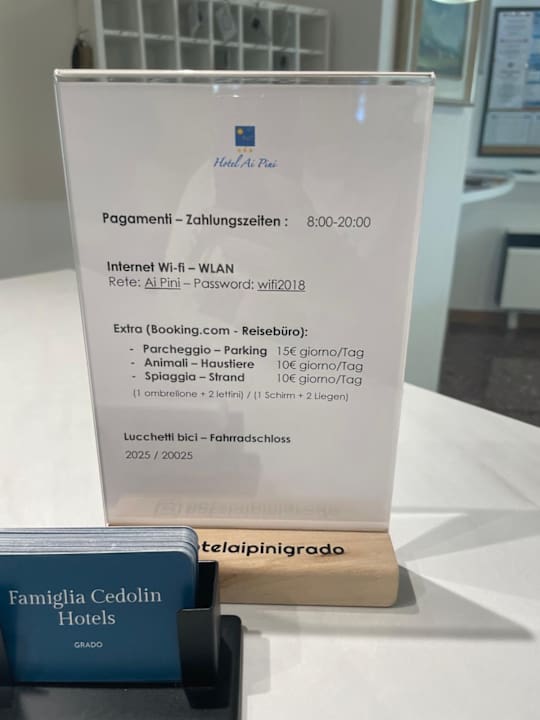 Hotel Ai Pini
Pagamenti – Zahlungszeiten : 8:00-20:00
Internet Wi-fi – WLAN
Rete: Ai Pini – Password: wifi2018
Extra (Booking.com - Reisebüro):
- Parcheggio – Parking 15€ giorno/Tag
- Animali – Haustiere 10€ giorno/Tag
- Spiaggia – Strand 10€ giorno/Tag
(1 ombrellone + 2 lettini) / (1 Schirm + 2 Liegen)
Lucchetti bici – Fahrradschloss
2025 / 20025
telaipinigrado
Famiglia Cedolin
Hotels
GRADO